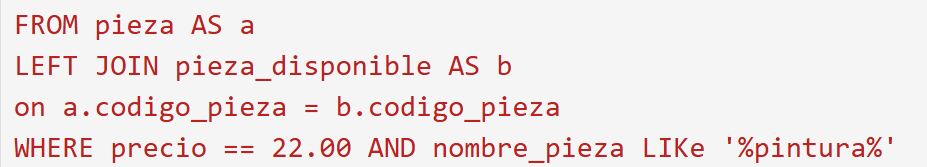 FROM pieza AS a
LEFT JOIN pieza_disponible AS b
on a.codigo_pieza = b.codigo_pieza
WHERE precio == 22.00 AND nombre_pieza LIKe '%pintura%'